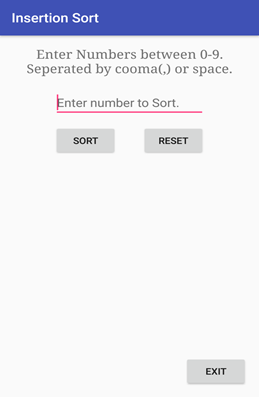 Insertion Sort
Enter Numbers between 0-9.
Seperated by cooma(,) or space.
Enter number to Sort.
SORT RESET
EXIT